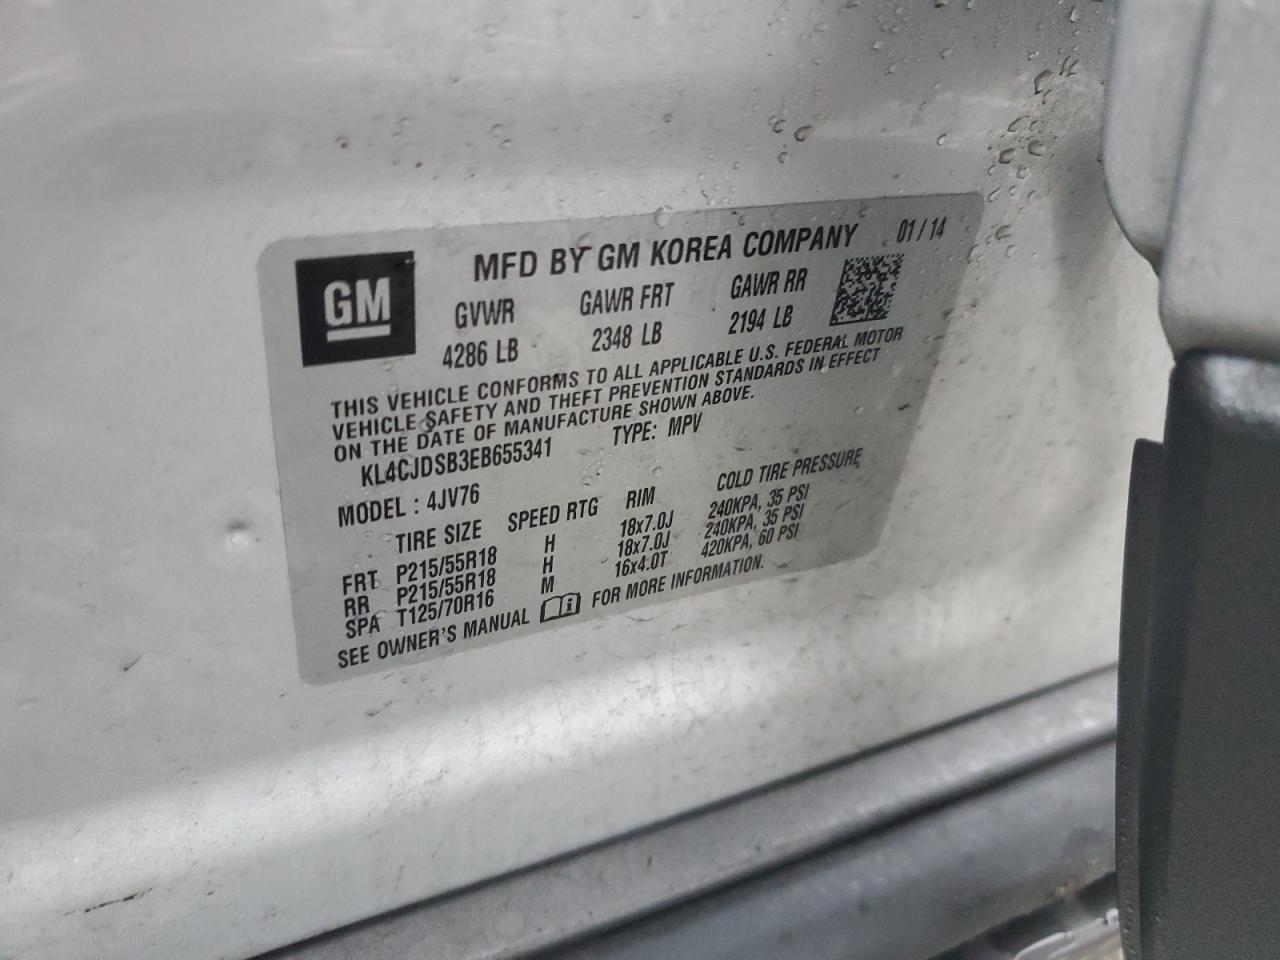 GM
MFD BY GM KOREA COMPANY 01/14
GVWR GAWR FRT GAWR RR
4286 LB 2348 LB 2194 LB
THIS VEHICLE CONFORMS TO ALL APPLICABLE U.S. FEDERAL MOTOR
VEHICLE SAFETY AND THEFT PREVENTION STANDARDS IN EFFECT
ON THE DATE OF MANUFACTURE SHOWN ABOVE.
KL4CJDSB3EB655341 TYPE: MPV
MODEL : 4JV76
TIRE SIZE SPEED RTG RIM COLD TIRE PRESSURE
FRT P215/55R18 H 18x7.0J 240KPA, 35 PSI
RR P215/55R18 H 18x7.0J 240KPA, 35 PSI
SPA T125/70R16 M 16x4.0T 420KPA, 60 PSI
SEE OWNER'S MANUAL FOR MORE INFORMATION.